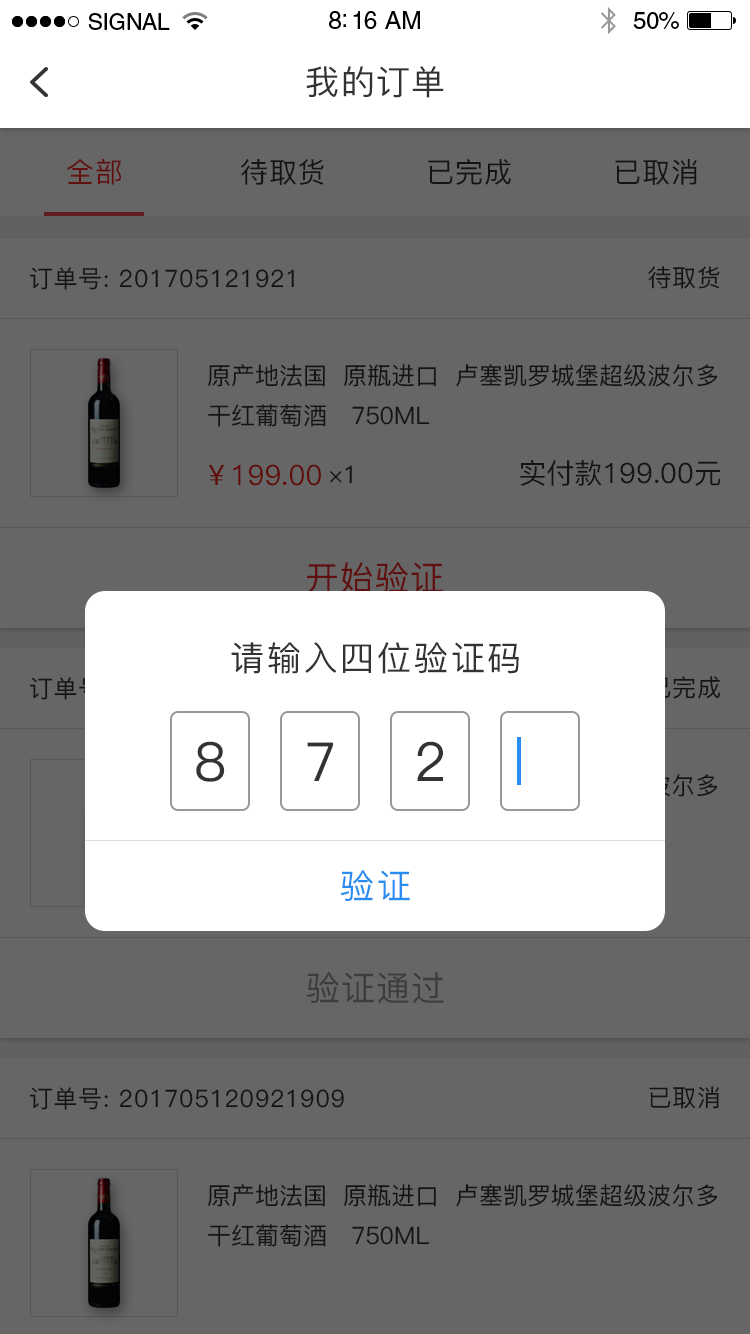 SIGNAL 8:16 AM 50%
我的订单
全部 待取货 已完成 已取消
订单号: 201705121921 待取货
原产地法国 原瓶进口 卢塞凯罗城堡超级波尔多
干红葡萄酒 750ML
¥199.00 ×1 实付款199.00元
开始验证
请输入四位验证码
订单 已完成
8 7 2
波尔多
验证
验证通过
订单号: 201705120921909 已取消
原产地法国 原瓶进口 卢塞凯罗城堡超级波尔多
干红葡萄酒 750ML